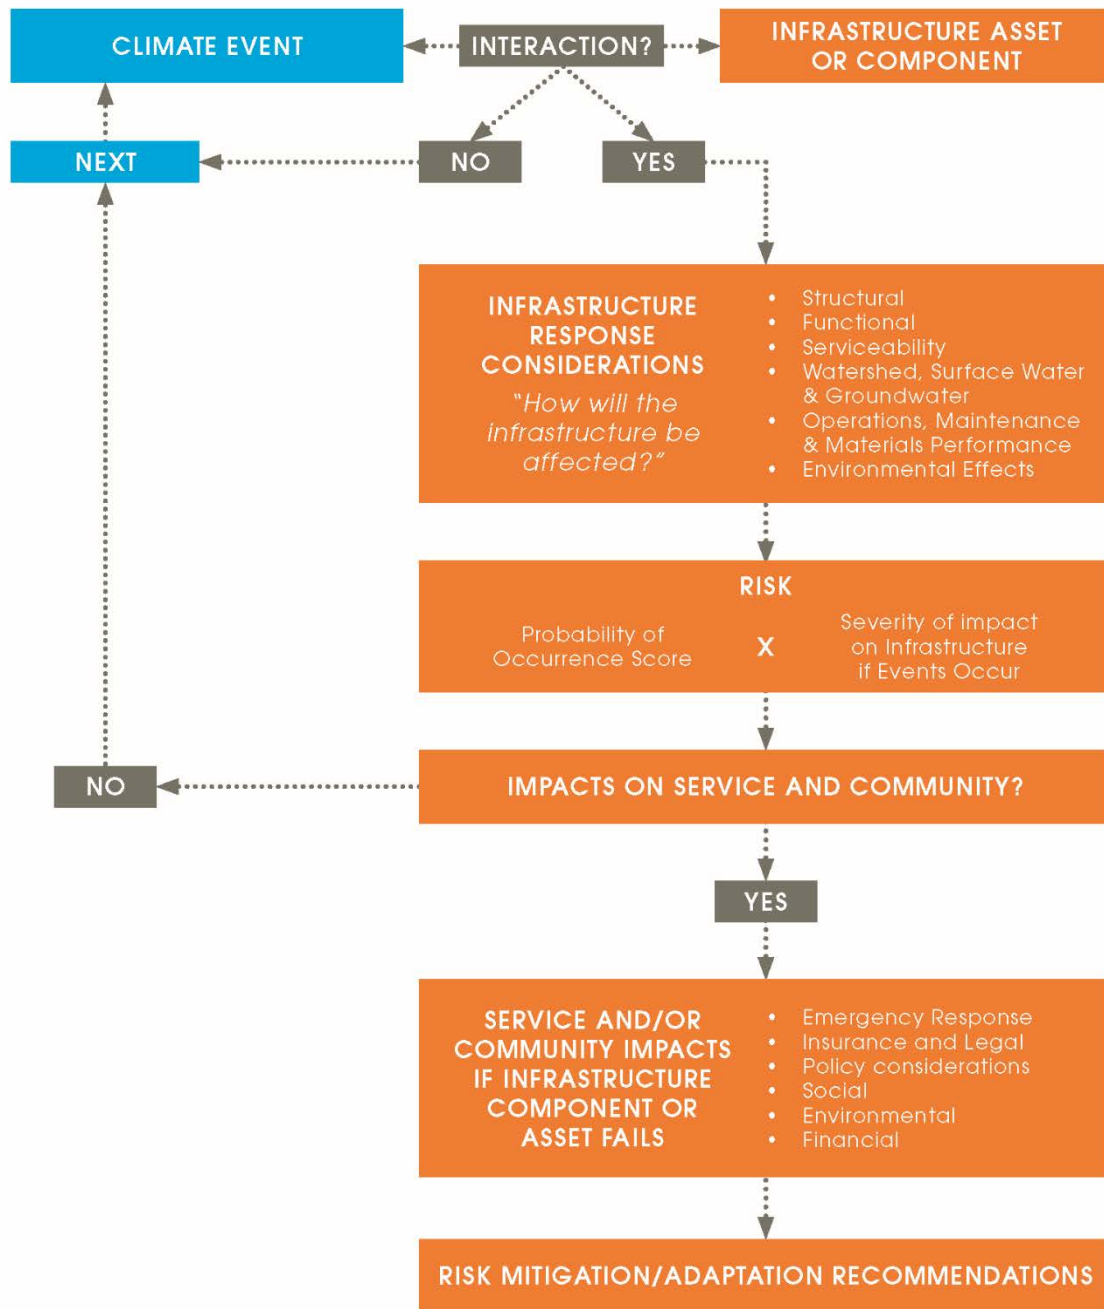 CLIMATE EVENT
INTERACTION?
INFRASTRUCTURE ASSET
OR COMPONENT
NEXT
NO
YES
INFRASTRUCTURE
RESPONSE
CONSIDERATIONS
"How will the
infrastructure be
affected?"
• Structural
• Functional
• Serviceability
• Watershed, Surface Water
& Groundwater
• Operations, Maintenance
& Materials Performance
• Environmental Effects
RISK
Probability of
Occurrence Score
X
Severity of impact
on Infrastructure
if Events Occur
NO
IMPACTS ON SERVICE AND COMMUNITY?
YES
SERVICE AND/OR
COMMUNITY IMPACTS
IF INFRASTRUCTURE
COMPONENT OR
ASSET FAILS
• Emergency Response
• Insurance and Legal
• Policy considerations
• Social
• Environmental
• Financial
RISK MITIGATION/ADAPTATION RECOMMENDATIONS